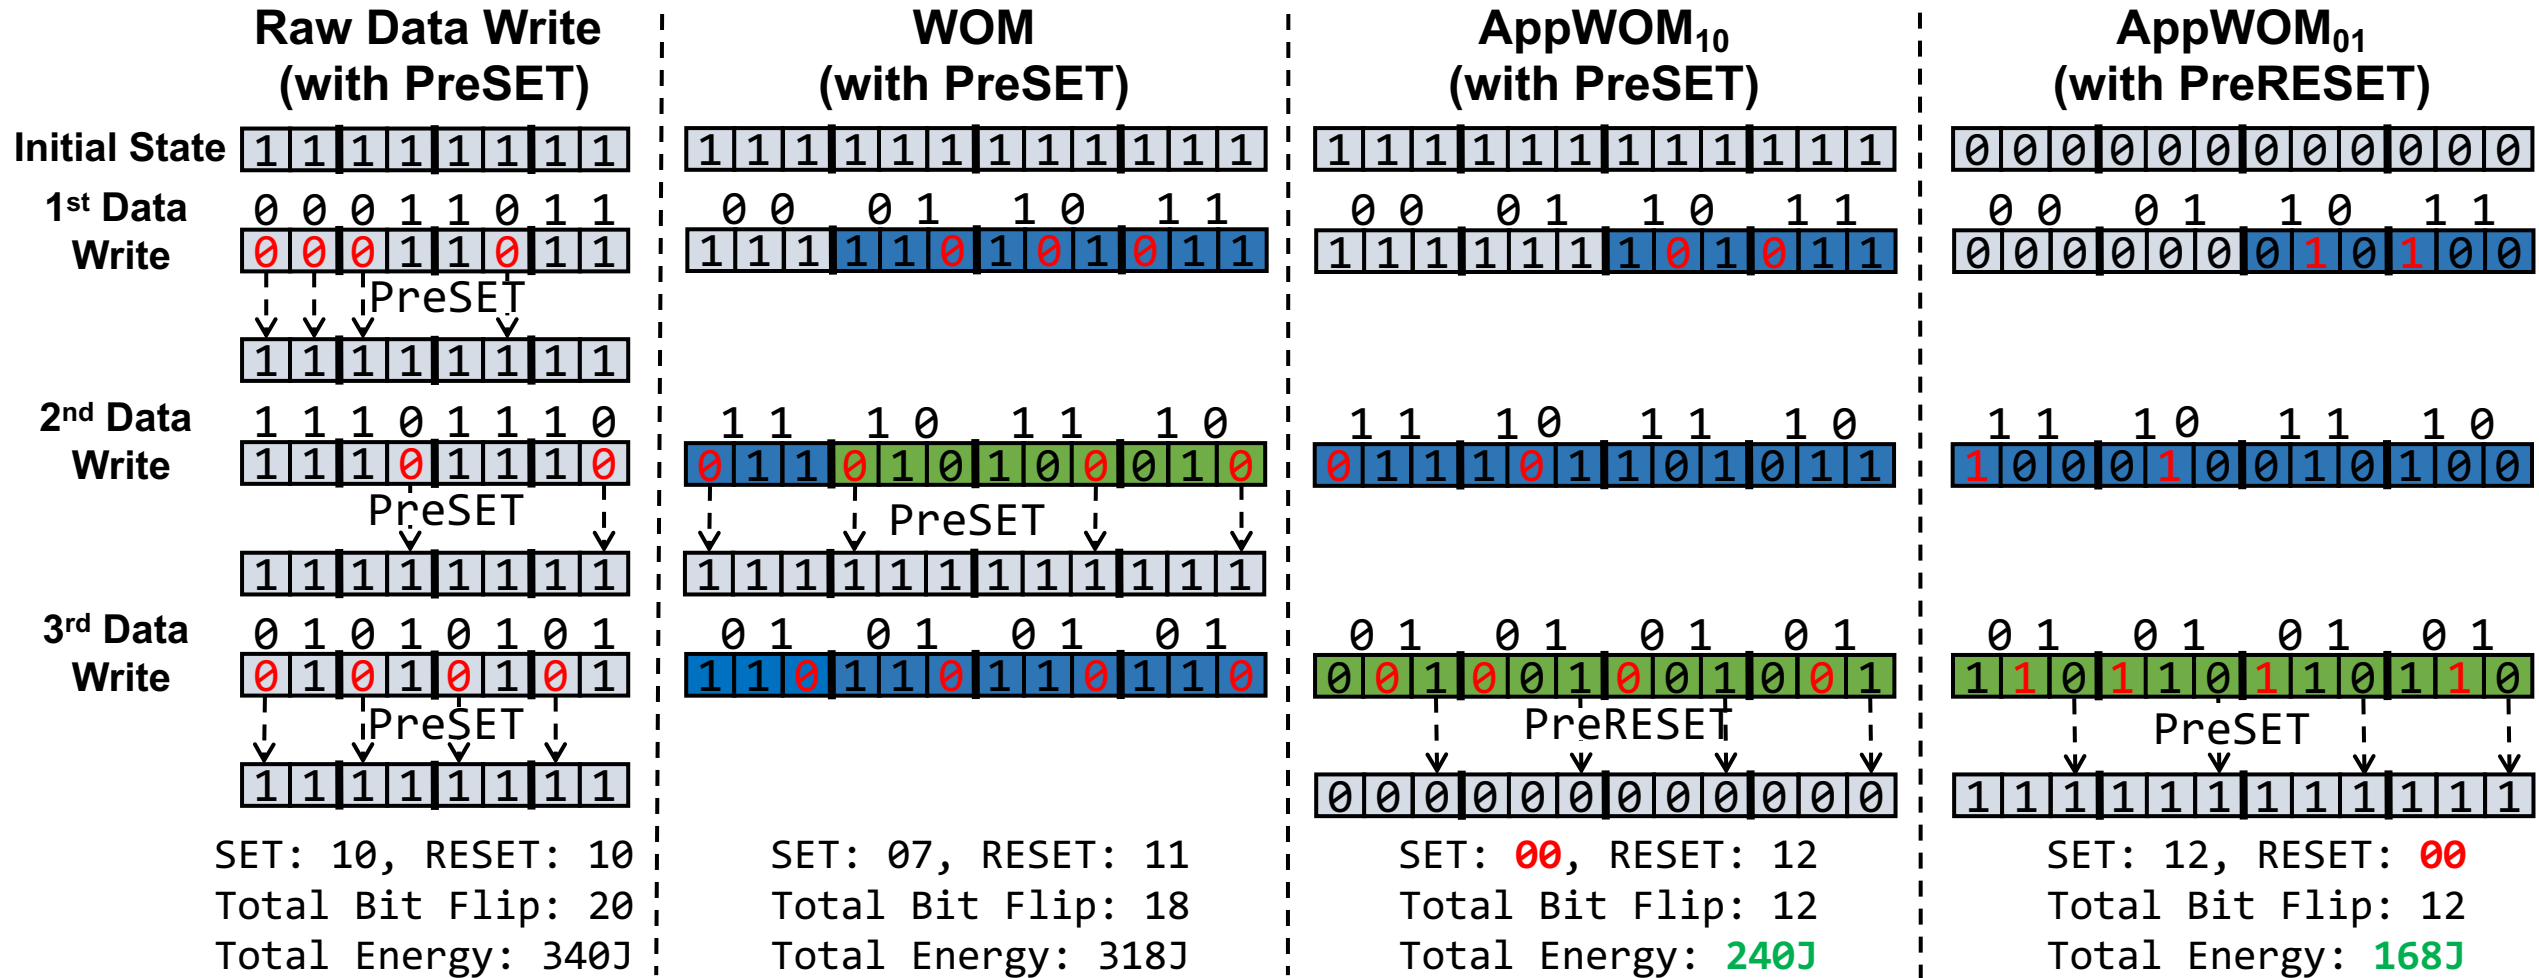 Raw Data Write
(with PreSET)
WOM
(with PreSET)
AppWOM10
(with PreSET)
AppWOM01
(with PreRESET)
Initial State
1 1 1 1 1 1 1 1
1 1 1 1 1 1 1 1 1 1 1 1
1 1 1 1 1 1 1 1 1 1 1 1
0 0 0 0 0 0 0 0 0 0 0 0
1st Data
Write
0 0 0 1 1 0 1 1
0 0 0 1 1 0 1 1
PreSET
1 1 1 1 1 1 1 1
0 0 0 1 1 0 1 1
1 1 1 1 1 0 1 0 1 0 1 1
0 0 0 1 1 0 1 1
1 1 1 1 1 1 1 0 1 0 1 1
0 0 0 1 1 0 1 1
0 0 0 0 0 0 0 1 0 1 0 0
2nd Data
Write
1 1 1 0 1 1 1 0
1 1 1 0 1 1 1 0
PreSET
1 1 1 1 1 1 1 1
1 1 1 0 1 1 1 0
0 1 1 0 1 0 1 0 0 0 1 0
PreSET
1 1 1 1 1 1 1 1 1 1 1 1
1 1 1 0 1 1 1 0
0 1 1 1 0 1 1 0 1 0 1 1
1 1 1 0 1 1 1 0
1 0 0 0 1 0 0 1 0 1 0 0
3rd Data
Write
0 1 0 1 0 1 0 1
0 1 0 1 0 1 0 1
PreSET
1 1 1 1 1 1 1 1
0 1 0 1 0 1 0 1
1 1 0 1 1 0 1 1 0 1 1 0
0 1 0 1 0 1 0 1
0 0 1 0 0 1 0 0 1 0 0 1
PreRESET
0 0 0 0 0 0 0 0 0 0 0 0
0 1 0 1 0 1 0 1
1 1 0 1 1 0 1 1 0 1 1 0
PreSET
1 1 1 1 1 1 1 1 1 1 1 1
SET: 10, RESET: 10
Total Bit Flip: 20
Total Energy: 340J
SET: 07, RESET: 11
Total Bit Flip: 18
Total Energy: 318J
SET: 00, RESET: 12
Total Bit Flip: 12
Total Energy: 240J
SET: 12, RESET: 00
Total Bit Flip: 12
Total Energy: 168J